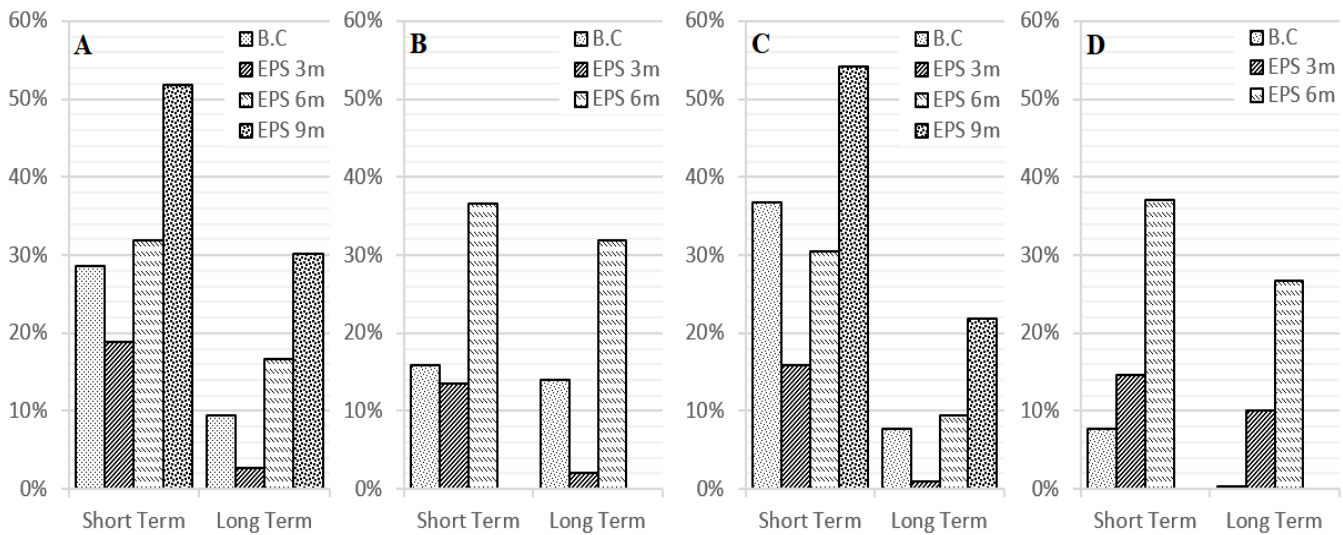 A
60%
50%
40%
30%
20%
10%
0%
B.C
EPS 3m
EPS 6m
EPS 9m
Short Term
Long Term
B
60%
50%
40%
30%
20%
10%
0%
B.C
EPS 3m
EPS 6m
Short Term
Long Term
C
60%
50%
40%
30%
20%
10%
0%
B.C
EPS 3m
EPS 6m
EPS 9m
Short Term
Long Term
D
60%
50%
40%
30%
20%
10%
0%
B.C
EPS 3m
EPS 6m
Short Term
Long Term